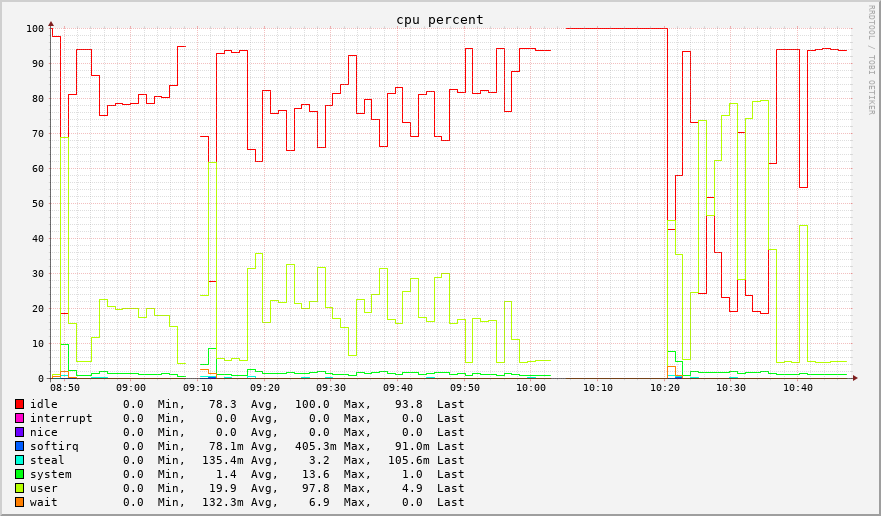 cpu percent
RRDTOOL / TOBI OETIKER
100
90
80
70
60
50
40
30
20
10
0
08:50 09:00 09:10 09:20 09:30 09:40 09:50 10:00 10:10 10:20 10:30 10:40
idle 0.0 Min, 78.3 Avg, 100.0 Max, 93.8 Last
interrupt 0.0 Min, 0.0 Avg, 0.0 Max, 0.0 Last
nice 0.0 Min, 0.0 Avg, 0.0 Max, 0.0 Last
softirq 0.0 Min, 78.1m Avg, 405.3m Max, 91.0m Last
steal 0.0 Min, 135.4m Avg, 3.2 Max, 105.6m Last
system 0.0 Min, 1.4 Avg, 13.6 Max, 1.0 Last
user 0.0 Min, 19.9 Avg, 97.8 Max, 4.9 Last
wait 0.0 Min, 132.3m Avg, 6.9 Max, 0.0 Last